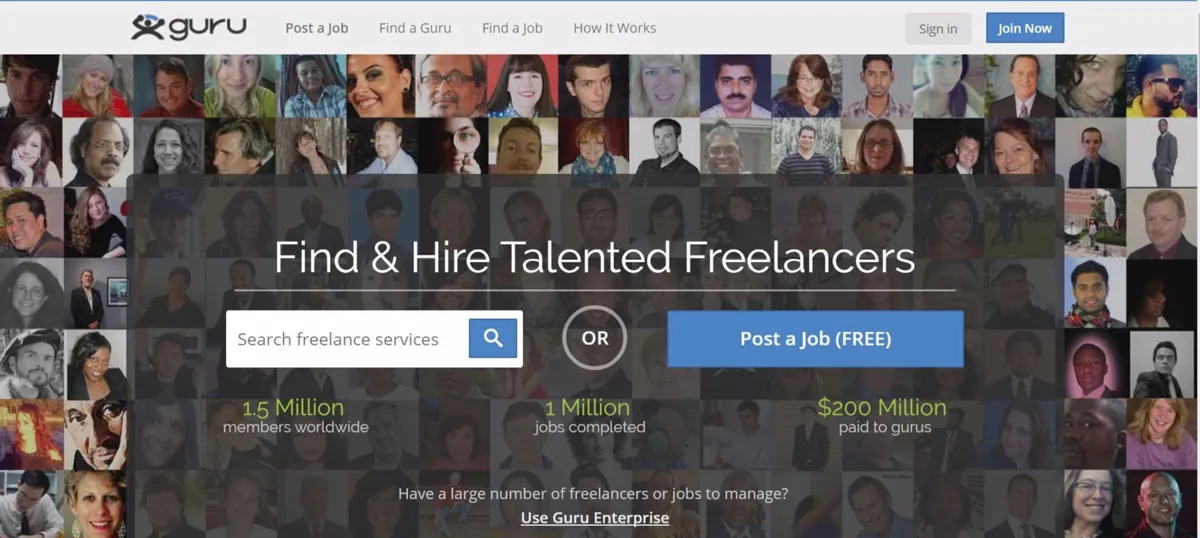 guru
Post a Job
Find a Guru
Find a Job
How It Works
Sign in
Join Now
Find & Hire Talented Freelancers
Search freelance services
OR
Post a Job (FREE)
1.5 Million
members worldwide
1 Million
jobs completed
$200 Million
paid to gurus
Have a large number of freelancers or jobs to manage?
Use Guru Enterprise